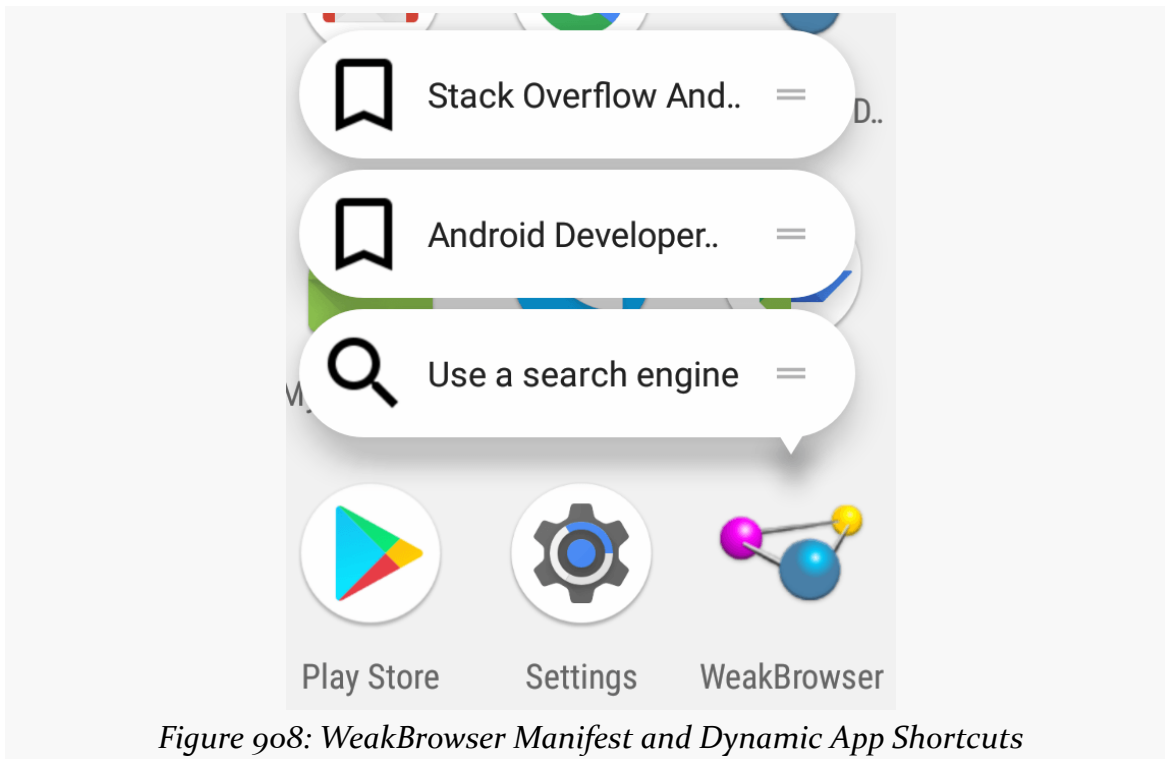 Stack Overflow And..
D..
Android Developer..
Use a search engine
My
Play Store
Settings
WeakBrowser
Figure 908: WeakBrowser Manifest and Dynamic App Shortcuts